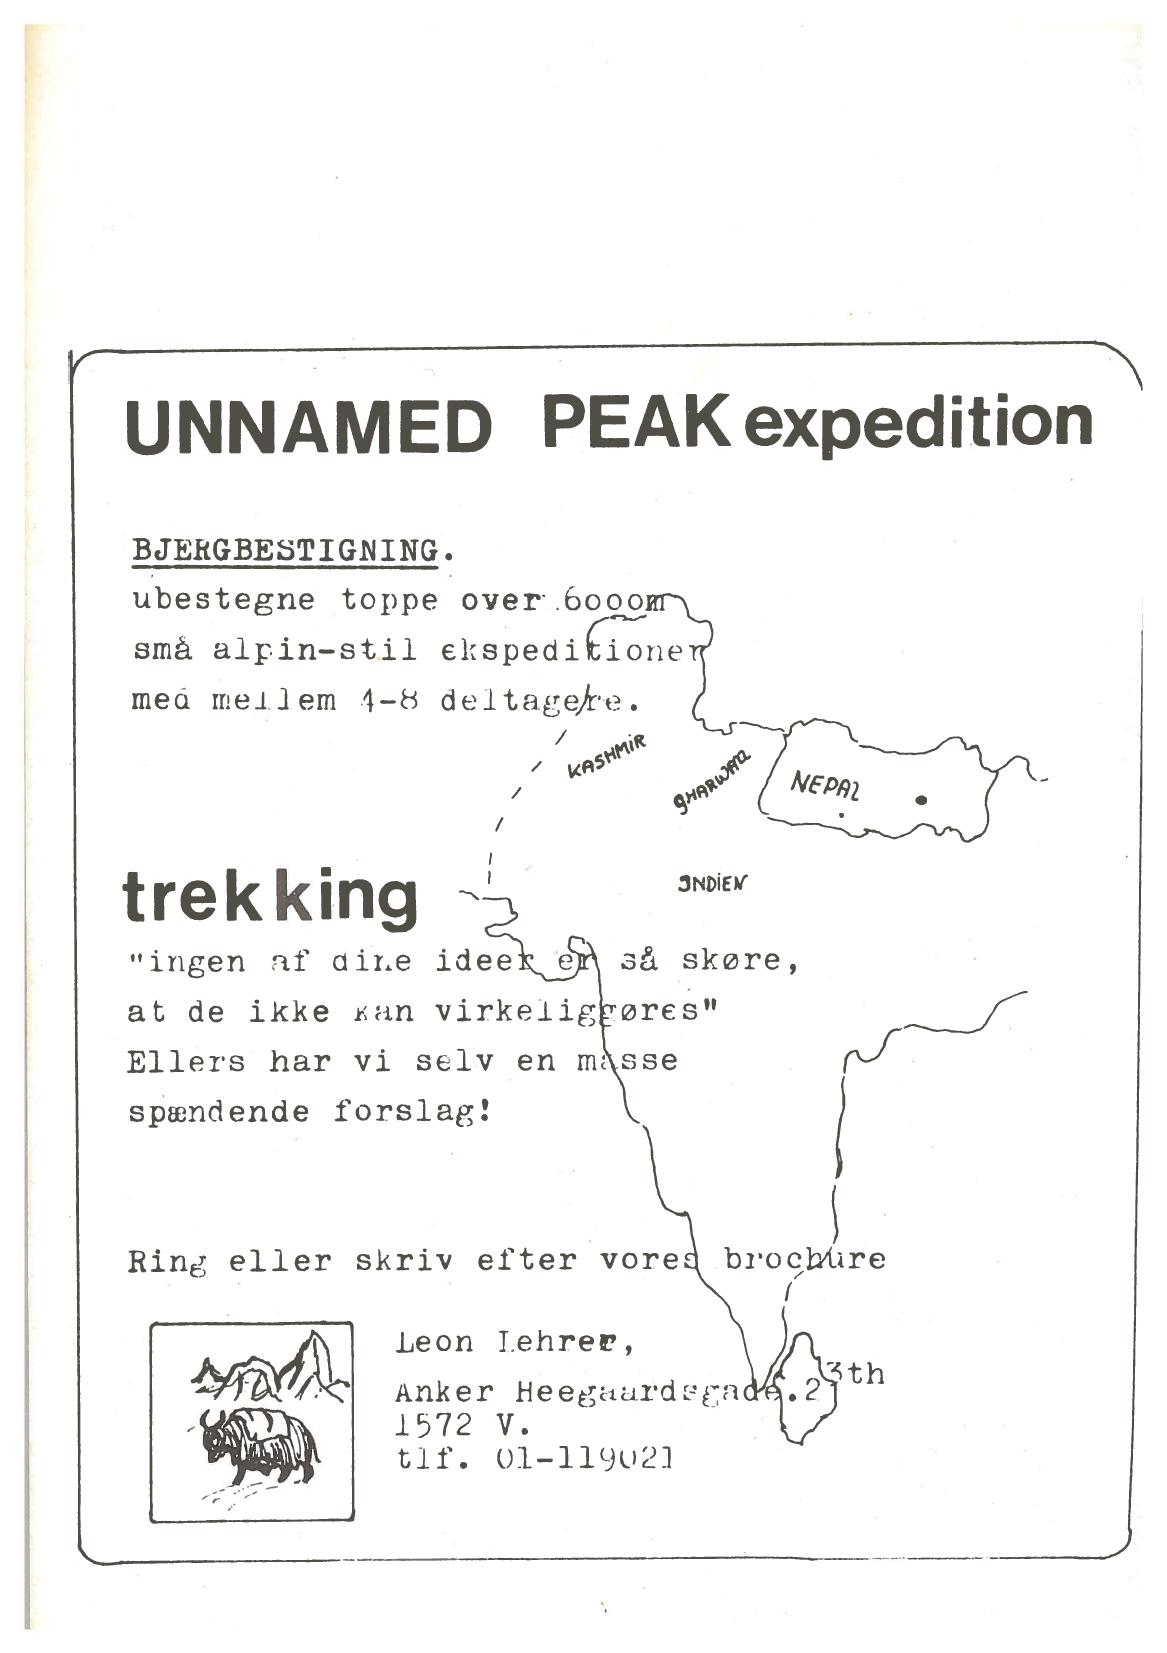 UNNAMED PEAK expedition
BJERGBESTIGNING.
ubestegne toppe over 6000m
små alpin-stil ekspeditioner
med mellem 4-8 deltagere.
KASHMIR
GHARWAR
NEPAL
INDIEN
trekking
"ingen af dine ideer er så skøre,
at de ikke kan virkeliggøres"
Ellers har vi selv en masse
spændende forslag!
Ring eller skriv efter vores brochure
Leon Lehrer,
Anker Heegaardsgade.2 3th
1572 V.
tlf. 01-119021